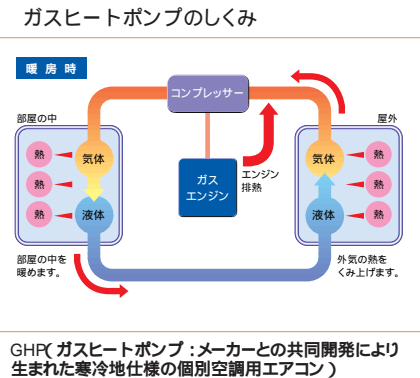 ガスヒートポンプのしくみ
暖房時
コンプレッサー
部屋の中
屋外
熱
気体
気体
熱
エンジン
排熱
熱
ガス
エンジン
熱
熱
液体
液体
熱
部屋の中を
暖めます。
外気の熱を
くみ上げます。
GHP(ガスヒートポンプ:メーカーとの共同開発により
生まれた寒冷地仕様の個別空調用エアコン)